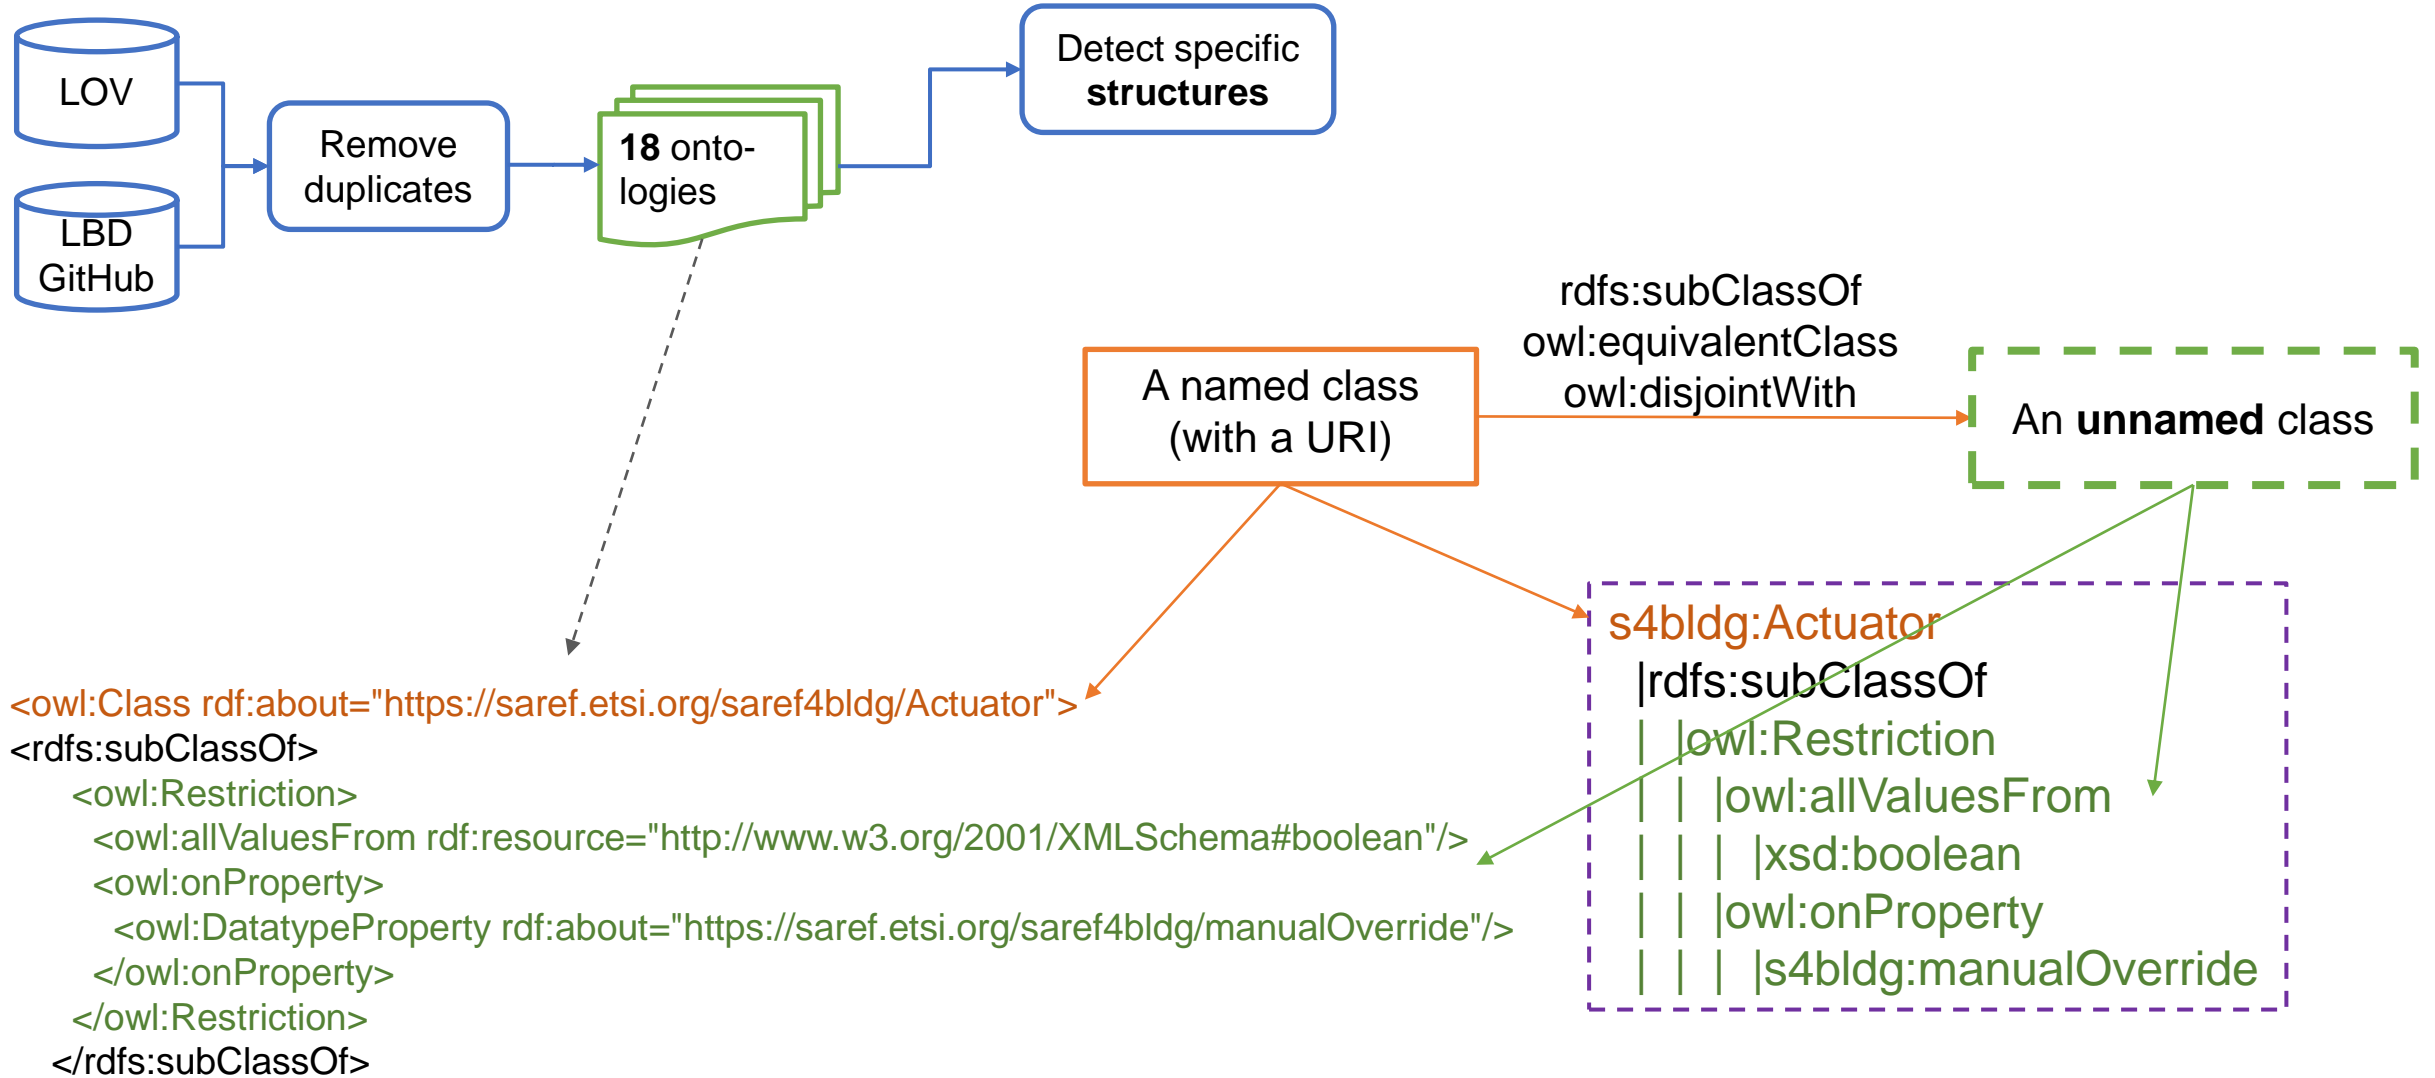 LOV
LBD
GitHub
Remove
duplicates
18 onto-
logies
Detect specific
structures
rdfs:subClassOf
owl:equivalentClass
owl:disjointWith
A named class
(with a URI)
An unnamed class
<owl:Class rdf:about="https://saref.etsi.org/saref4bldg/Actuator">
<rdfs:subClassOf>
<owl:Restriction>
<owl:allValuesFrom rdf:resource="http://www.w3.org/2001/XMLSchema#boolean"/>
<owl:onProperty>
<owl:DatatypeProperty rdf:about="https://saref.etsi.org/saref4bldg/manualOverride"/>
</owl:onProperty>
</owl:Restriction>
</rdfs:subClassOf>
s4bldg:Actuator
|rdfs:subClassOf
| |owl:Restriction
| | |owl:allValuesFrom
| | | |xsd:boolean
| | |owl:onProperty
| | | |s4bldg:manualOverride